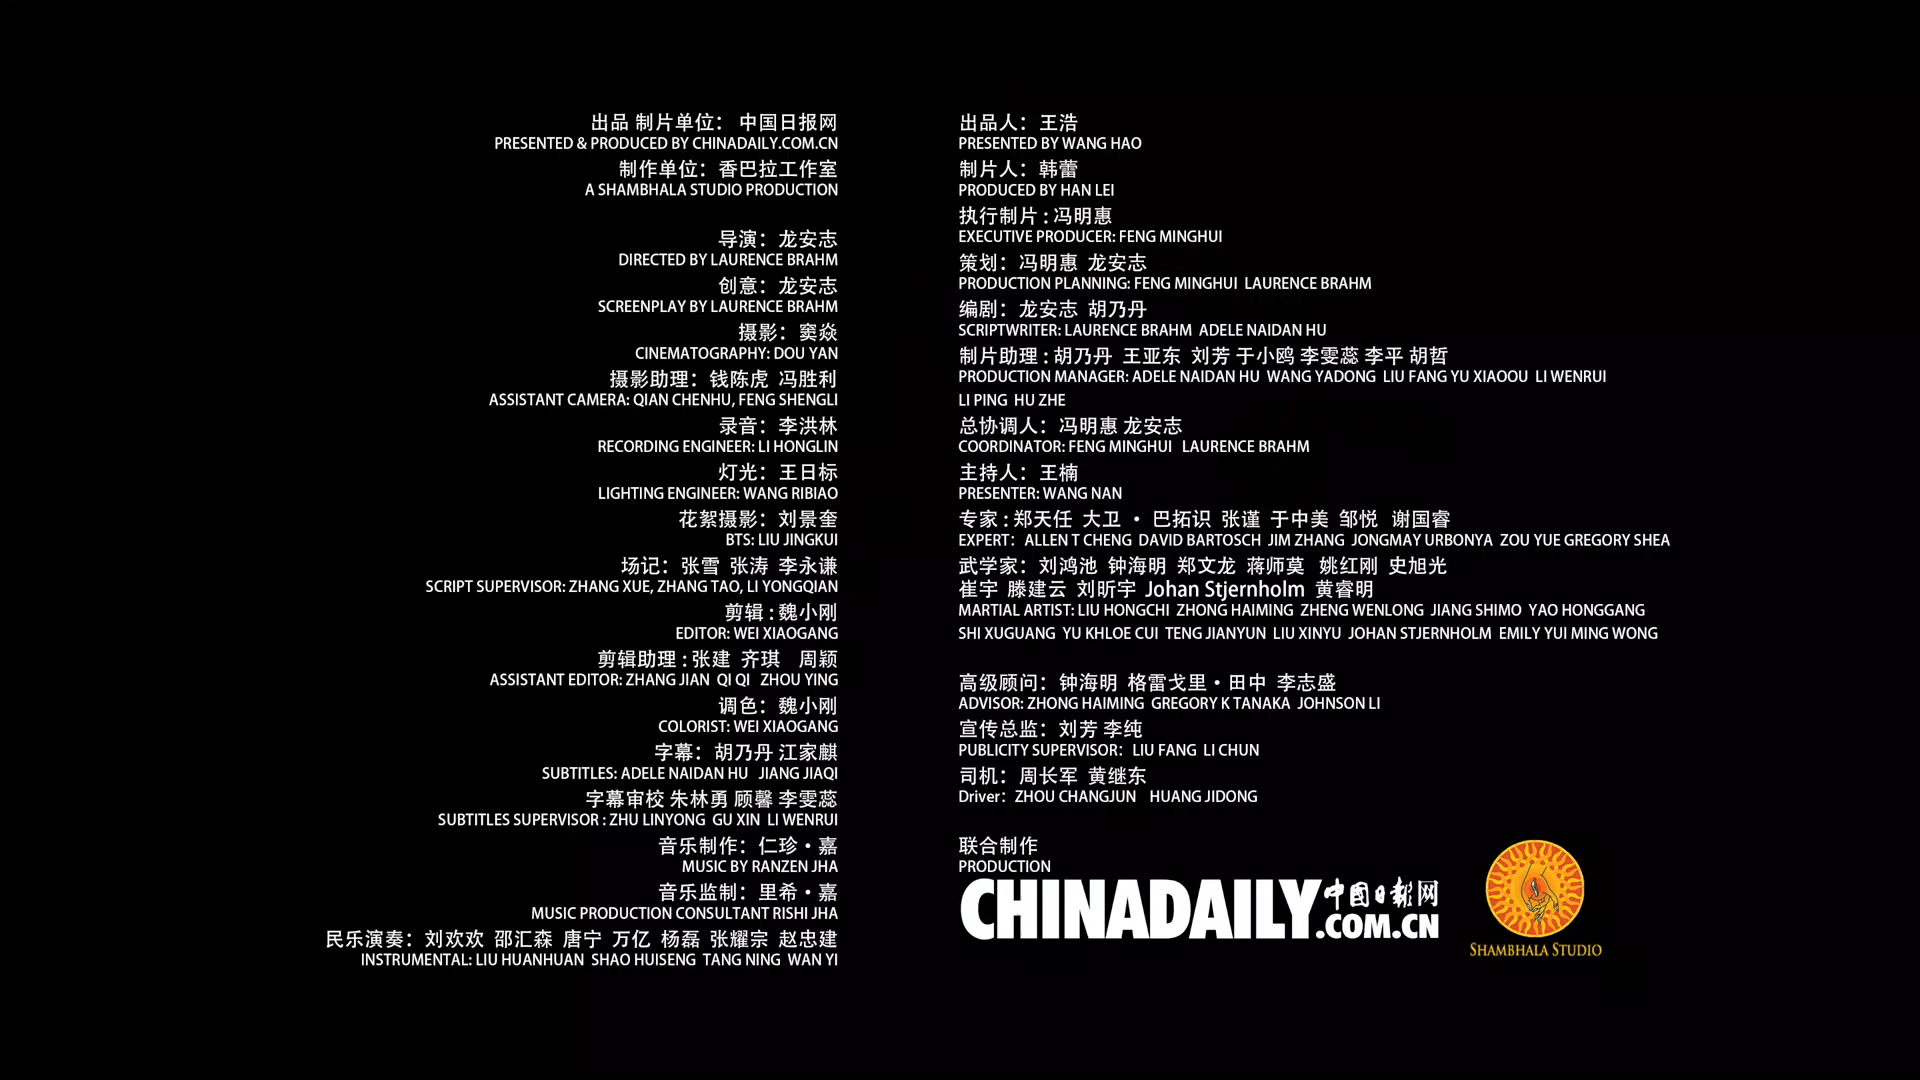 出品 制片单位： 中国日报网
PRESENTED & PRODUCED BY CHINADAILY.COM.CN
制作单位：香巴拉工作室
A SHAMBHALA STUDIO PRODUCTION
导演：龙安志
DIRECTED BY LAURENCE BRAHM
创意：龙安志
SCREENPLAY BY LAURENCE BRAHM
摄影：窦焱
CINEMATOGRAPHY: DOU YAN
摄影助理：钱陈虎 冯胜利
ASSISTANT CAMERA: QIAN CHENHU, FENG SHENGLI
录音：李洪林
RECORDING ENGINEER: LI HONGLIN
灯光：王日标
LIGHTING ENGINEER: WANG RIBIAO
花絮摄影：刘景奎
BTS: LIU JINGKUI
场记：张雪 张涛 李永谦
SCRIPT SUPERVISOR: ZHANG XUE, ZHANG TAO, LI YONGQIAN
剪辑 : 魏小刚
EDITOR: WEI XIAOGANG
剪辑助理 : 张建 齐琪 周颖
ASSISTANT EDITOR: ZHANG JIAN QI QI ZHOU YING
调色：魏小刚
COLORIST: WEI XIAOGANG
字幕：胡乃丹 江家麒
SUBTITLES: ADELE NAIDAN HU JIANG JIAQI
字幕审校 朱林勇 顾馨 李雯蕊
SUBTITLES SUPERVISOR : ZHU LINYONG GU XIN LI WENRUI
音乐制作：仁珍·嘉
MUSIC BY RANZEN JHA
音乐监制：里希·嘉
MUSIC PRODUCTION CONSULTANT RISHI JHA
民乐演奏：刘欢欢 邵汇森 唐宁 万亿 杨磊 张耀宗 赵忠建
INSTRUMENTAL: LIU HUANHUAN SHAO HUISENG TANG NING WAN YI
出品人：王浩
PRESENTED BY WANG HAO
制片人：韩蕾
PRODUCED BY HAN LEI
执行制片 : 冯明惠
EXECUTIVE PRODUCER: FENG MINGHUI
策划：冯明惠 龙安志
PRODUCTION PLANNING: FENG MINGHUI LAURENCE BRAHM
编剧：龙安志 胡乃丹
SCRIPTWRITER: LAURENCE BRAHM ADELE NAIDAN HU
制片助理 : 胡乃丹 王亚东 刘芳 于小鸥 李雯蕊 李平 胡哲
PRODUCTION MANAGER: ADELE NAIDAN HU WANG YADONG LIU FANG YU XIAOOU LI WENRUI
LI PING HU ZHE
总协调人：冯明惠 龙安志
COORDINATOR: FENG MINGHUI LAURENCE BRAHM
主持人：王楠
PRESENTER: WANG NAN
专家 : 郑天任 大卫 · 巴拓识 张谨 于中美 邹悦 谢国睿
EXPERT：ALLEN T CHENG DAVID BARTOSCH JIM ZHANG JONGMAY URBONYA ZOU YUE GREGORY SHEA
武学家：刘鸿池 钟海明 郑文龙 蒋师莫 姚红刚 史旭光
崔宇 滕建云 刘昕宇 Johan Stjernholm 黄睿明
MARTIAL ARTIST: LIU HONGCHI ZHONG HAIMING ZHENG WENLONG JIANG SHIMO YAO HONGGANG
SHI XUGUANG YU KHLOE CUI TENG JIANYUN LIU XINYU JOHAN STJERNHOLM EMILY YUI MING WONG
高级顾问：钟海明 格雷戈里·田中 李志盛
ADVISOR: ZHONG HAIMING GREGORY K TANAKA JOHNSON LI
宣传总监：刘芳 李纯
PUBLICITY SUPERVISOR：LIU FANG LI CHUN
司机：周长军 黄继东
Driver：ZHOU CHANGJUN HUANG JIDONG
联合制作
PRODUCTION
CHINADAILY中国日报网
.COM.CN
SHAMBHALA STUDIO